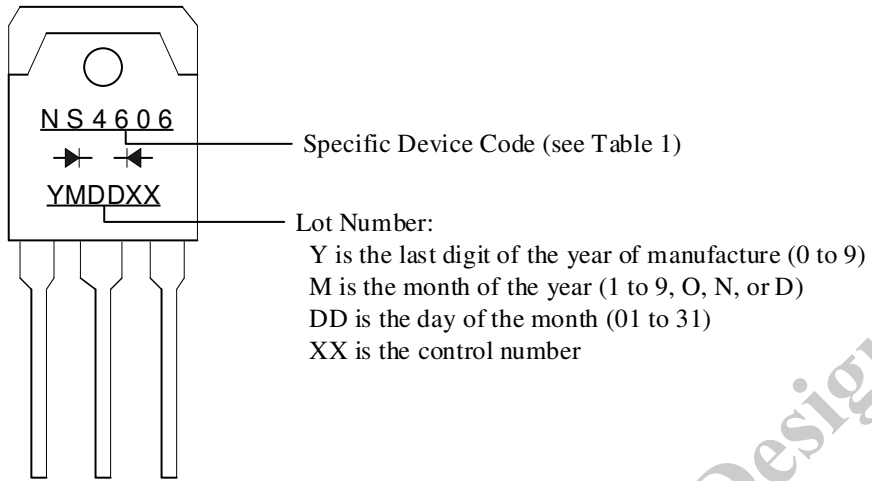 NS4606
Specific Device Code (see Table 1)
YMDDXX
Lot Number:
Y is the last digit of the year of manufacture (0 to 9)
M is the month of the year (1 to 9, O, N, or D)
DD is the day of the month (01 to 31)
XX is the control number
Design